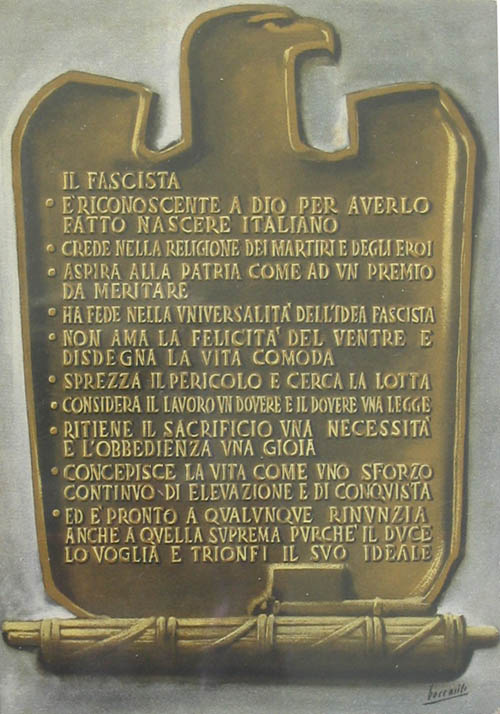 IL FASCISTA
• E'RICONOSCENTE A DIO PER AVERLO
FATTO NASCERE ITALIANO
• CREDE NELLA RELIGIONE DEI MARTIRI E DEGLI EROI
• ASPIRA ALLA PATRIA COME AD VN PREMIO
DA MERITARE
• HA FEDE NELLA VNIVERSALITA' DELL'IDEA FASCISTA
• NON AMA LA FELICITA' DEL VENTRE E
DISDEGNA LA VITA COMODA
• SPREZZA IL PERICOLO E CERCA LA LOTTA
• CONSIDERA IL LAVORO VN DOVERE E IL DOVERE VNA LEGGE
• RITIENE IL SACRIFICIO VNA NECESSITÀ
E L'OBBEDIENZA VNA GIOIA
• CONCEPISCE LA VITA COME VNO SFORZO
CONTINVO DI ELEVAZIONE E DI CONQVISTA
• ED E' PRONTO A QVALVNQVE RINVNZIA
ANCHE A QVELLA SVPREMA PVRCHE' IL DVCE
LO VOGLIA E TRIONFI IL SVO IDEALE
boccasile